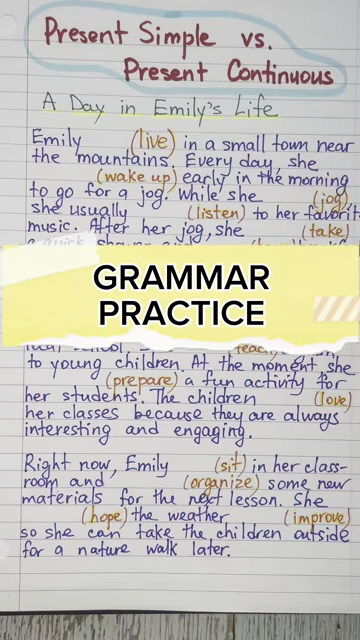 Present Simple vs.
Present Continuous
A Day in Emily's Life
Emily (live) in a small town near
the mountains. Every day, she
(wake up) early in the morning
to go for a jog. While she (jog)
she usually (listen) to her favorit
music. After her jog, she (take)
GRAMMAR
PRACTICE
to young children. At the moment she
(prepare) a fun activity for
her students. The children (love)
her classes because they are always
interesting and engaging.
Right now, Emily (sit) in her class-
room and (organize) some new
materials for the next lesson. She
(hope) the weather (improve)
so she can take the children outside
for a nature walk later.